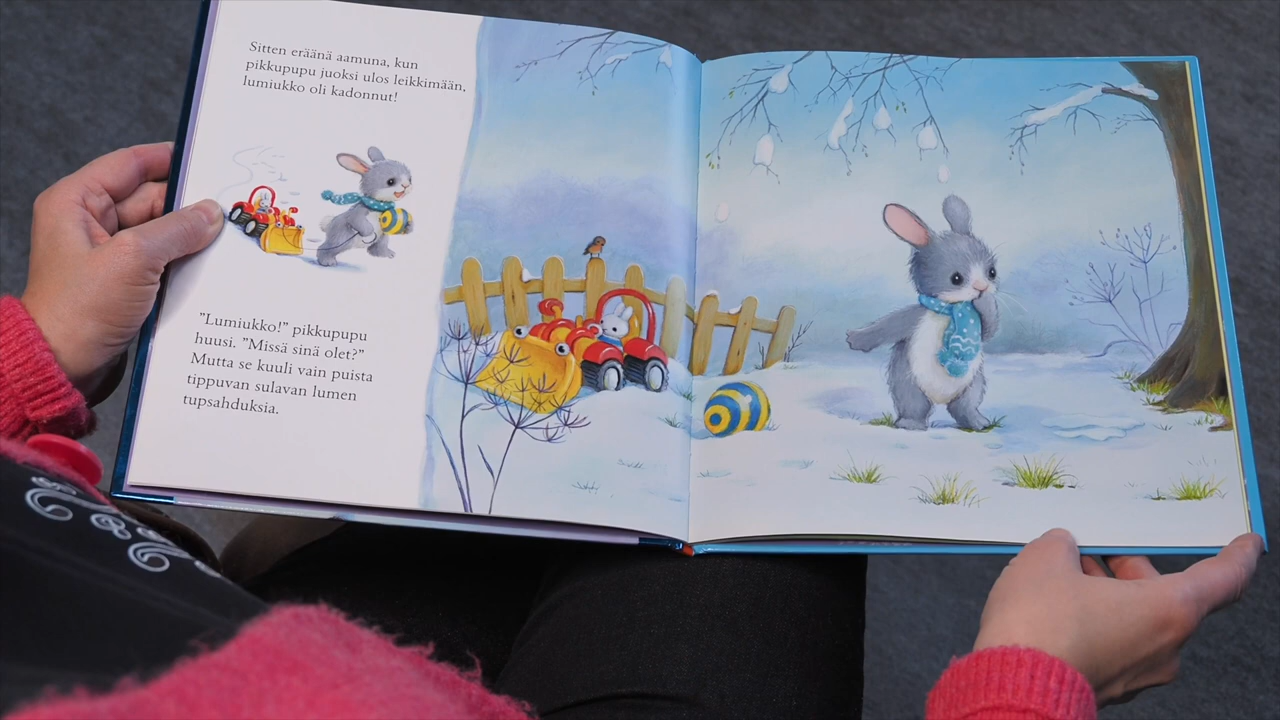 Sitten eräänä aamuna, kun
pikkupupu juoksi ulos leikkimään,
lumiukko oli kadonnut!
"Lumiukko!" pikkupupu
huusi. "Missä sinä olet?"
Mutta se kuuli vain puista
tippuvan sulavan lumen
tupsahduksia.